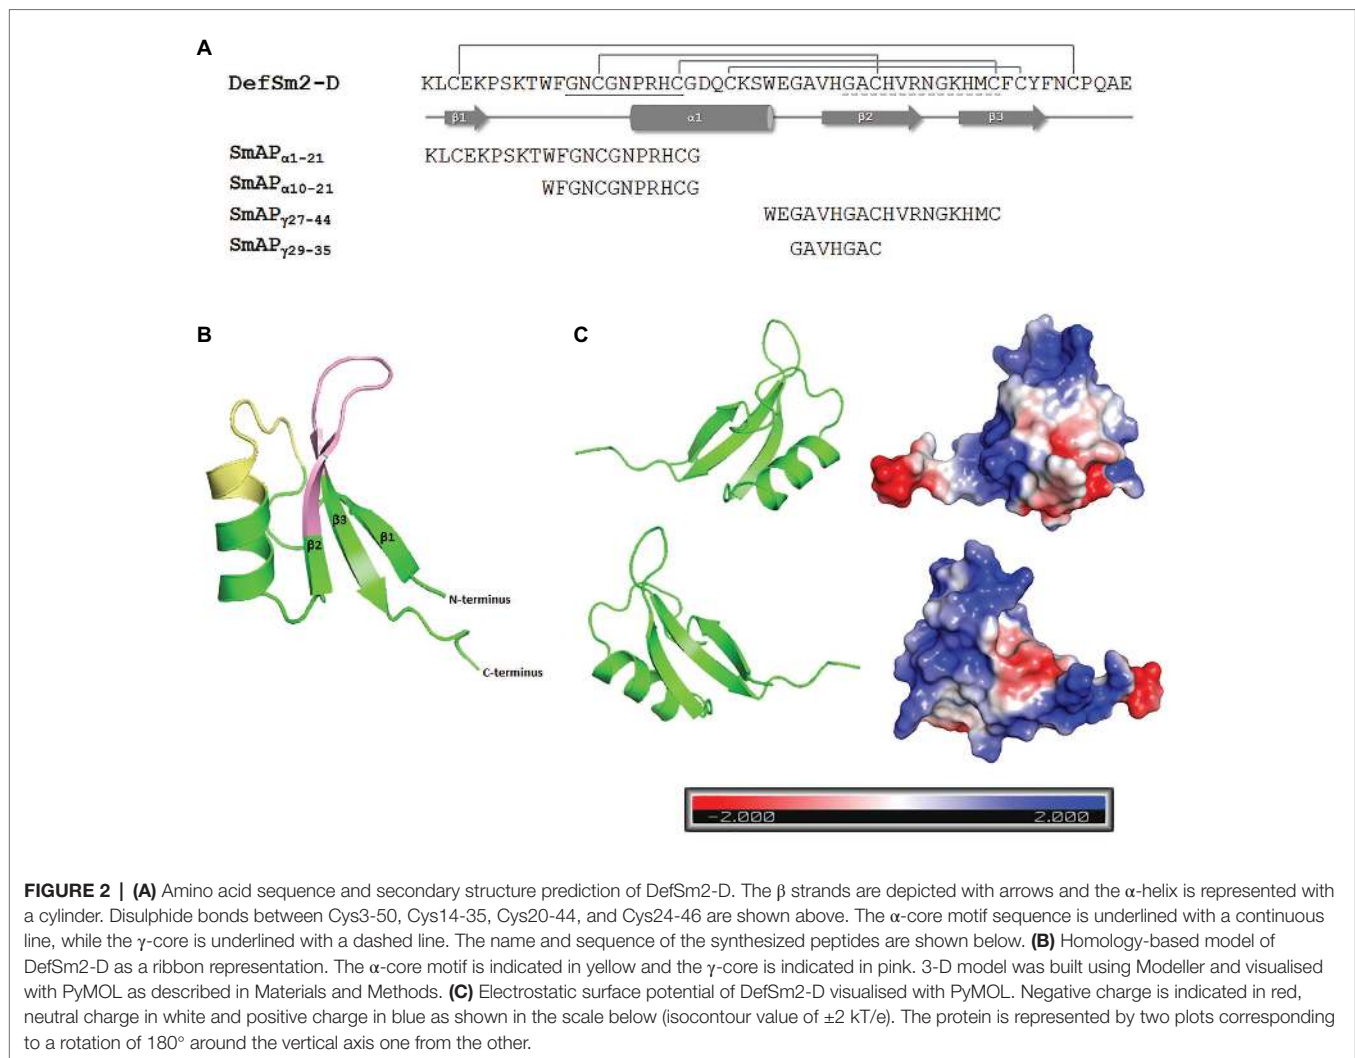 A
DefSm2-D KLCEKPSKTWFGNCGNPRHCGDQCKSWEGAVHGACHVRNGKHMCFCYFNCPQAE
β1 α1 β2 β3
SmAPα1-21 KLCEKPSKTWFGNCGNPRHCG
SmAPα10-21 WFGNCGNPRHCG
SmAPγ27-44 WEGAVHGACHVRNGKHMC
SmAPγ29-35 GAVHGAC
B
β3
β1
β2
N-terminus
C-terminus
C
-2.000 2.000
FIGURE 2 | (A) Amino acid sequence and secondary structure prediction of DefSm2-D. The β strands are depicted with arrows and the α-helix is represented with
a cylinder. Disulphide bonds between Cys3-50, Cys14-35, Cys20-44, and Cys24-46 are shown above. The α-core motif sequence is underlined with a continuous
line, while the γ-core is underlined with a dashed line. The name and sequence of the synthesized peptides are shown below. (B) Homology-based model of
DefSm2-D as a ribbon representation. The α-core motif is indicated in yellow and the γ-core is indicated in pink. 3-D model was built using Modeller and visualised
with PyMOL as described in Materials and Methods. (C) Electrostatic surface potential of DefSm2-D visualised with PyMOL. Negative charge is indicated in red,
neutral charge in white and positive charge in blue as shown in the scale below (isocontour value of ±2 kT/e). The protein is represented by two plots corresponding
to a rotation of 180° around the vertical axis one from the other.